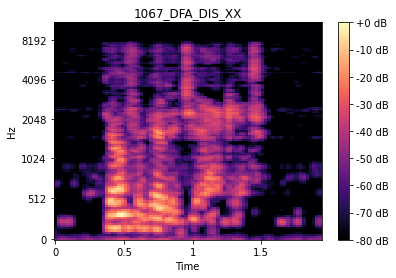 1067_DFA_DIS_XX
8192
4096
2048
1024
512
0
Hz
0
0.5
1
1.5
Time
+0 dB
-10 dB
-20 dB
-30 dB
-40 dB
-50 dB
-60 dB
-70 dB
-80 dB